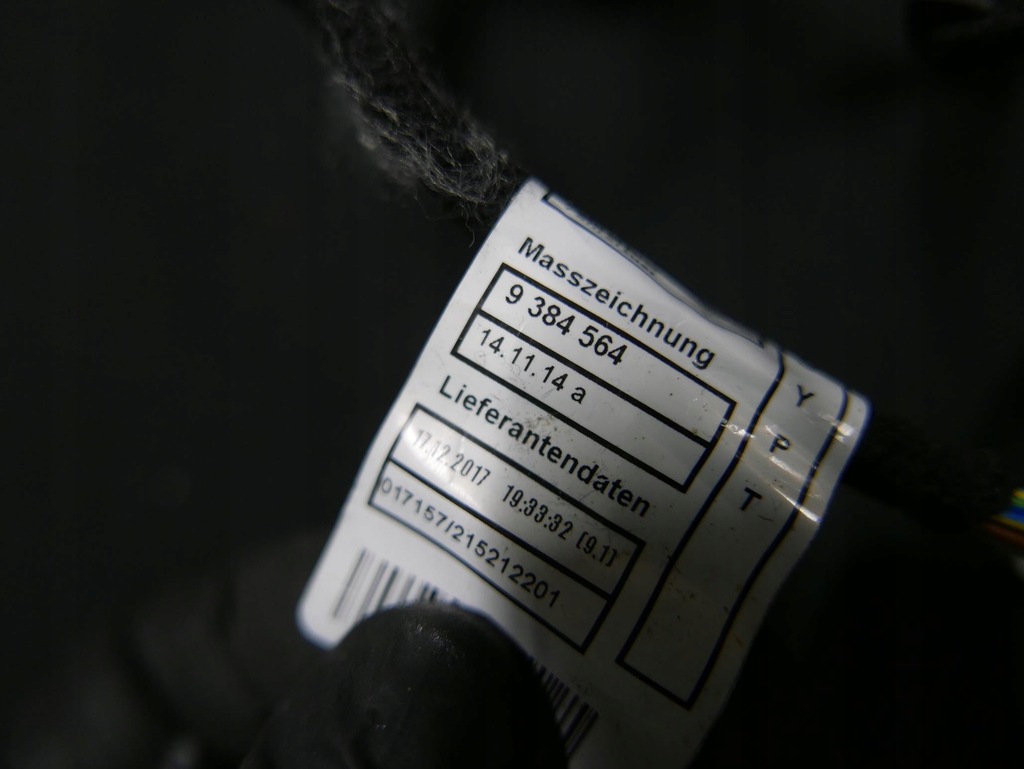 Masszeichnung
9 384 564
14.11.14 a
Lieferantendaten
17.12.2017 19:33:32 [9.1]
017157/215212201
Y
P
T